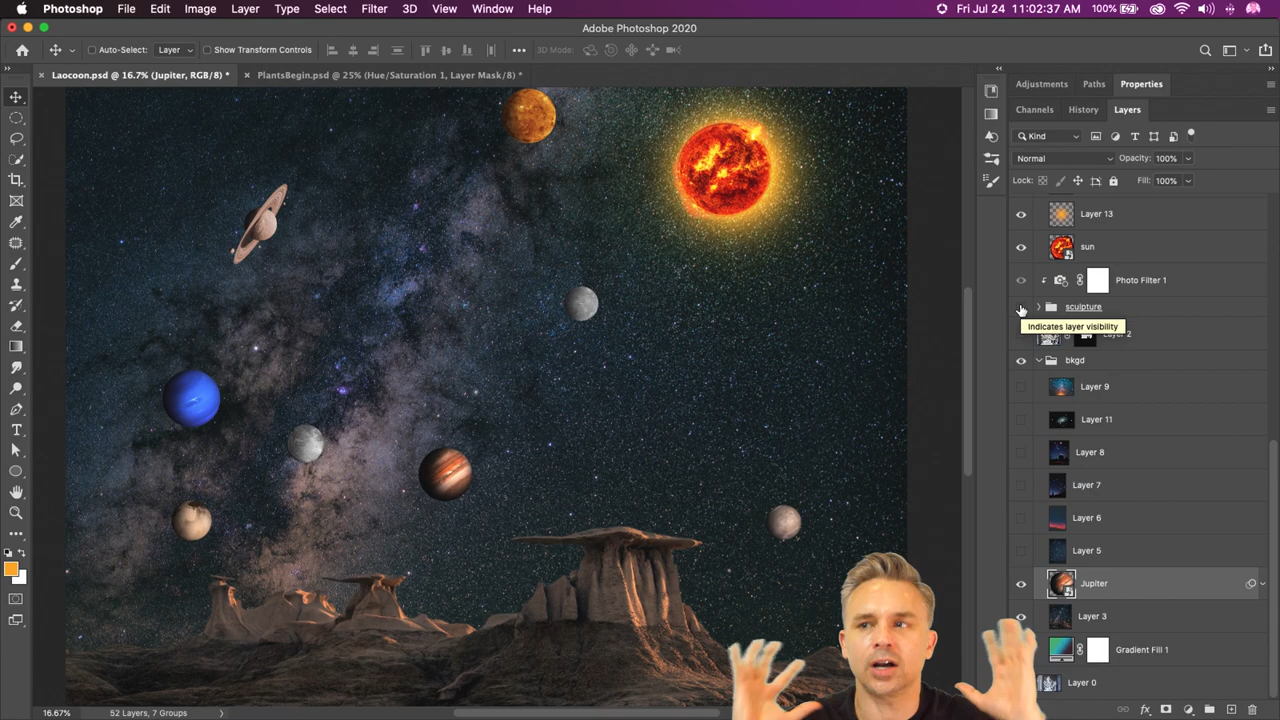 Photoshop File Edit Image Layer Type Select Filter 3D View Window Help Fri Jul 24 11:02:37 AM 100%
Adobe Photoshop 2020
Auto-Select: Layer Show Transform Controls 3D Mode:
Laocoon.psd @ 16.7% (Jupiter, RGB/8) * PlantsBegin.psd @ 25% (Hue/Saturation 1, Layer Mask/8) *
Adjustments Paths Properties
Channels History Layers
Kind
Normal Opacity: 100%
Lock: Fill: 100%
Layer 13
sun
Photo Filter 1
sculpture
Indicates layer visibility
bkgd
Layer 9
Layer 11
Layer 8
Layer 7
Layer 6
Layer 5
Jupiter
Layer 3
Gradient Fill 1
Layer 0
16.67% 52 Layers, 7 Groups